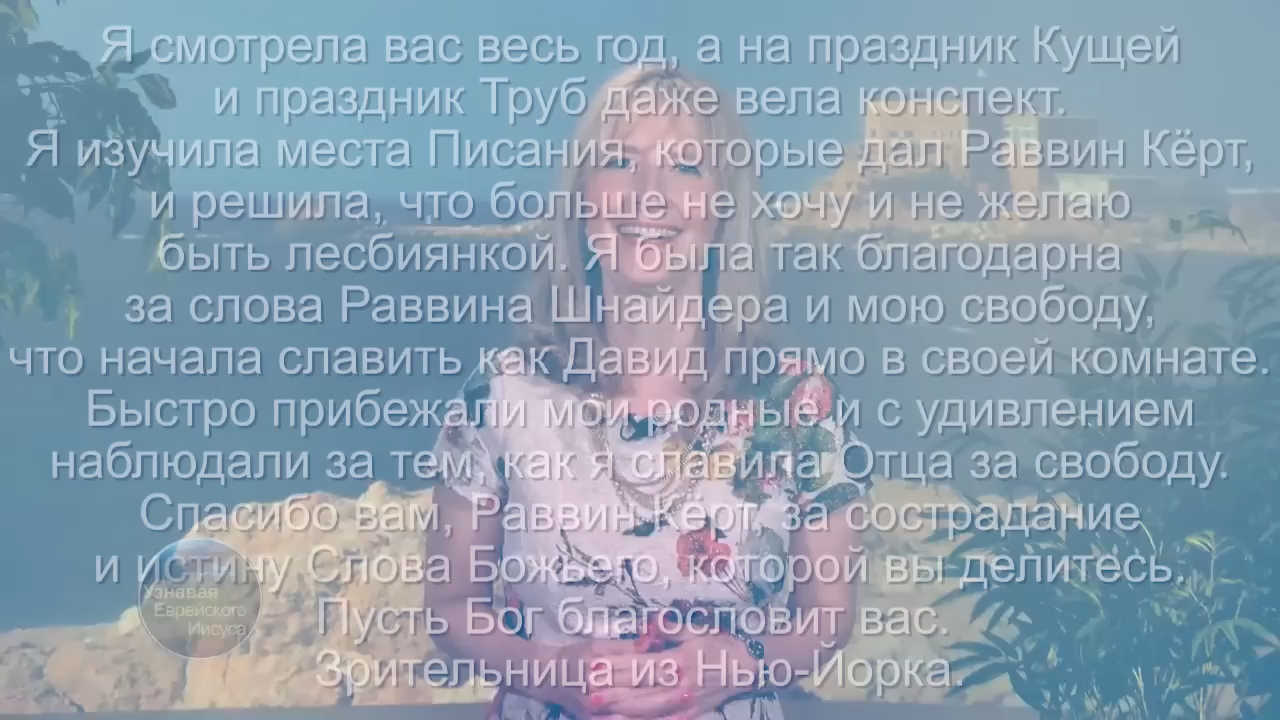 Я смотрела вас весь год, а на праздник Кущей
и праздник Труб даже вела конспект.
Я изучила места Писания, которые дал Раввин Кёрт,
и решила, что больше не хочу и не желаю
быть лесбиянкой. Я была так благодарна
за слова Раввина Шнайдера и мою свободу,
что начала славить как Давид прямо в своей комнате.
Быстро прибежали мои родные и с удивлением
наблюдали за тем, как я славила Отца за свободу.
Спасибо вам, Раввин Кёрт, за сострадание
и истину Слова Божьего, которой вы делитесь.
Пусть Бог благословит вас.
Зрительница из Нью-Йорка.
Узнавая
Еврейского
Иисуса